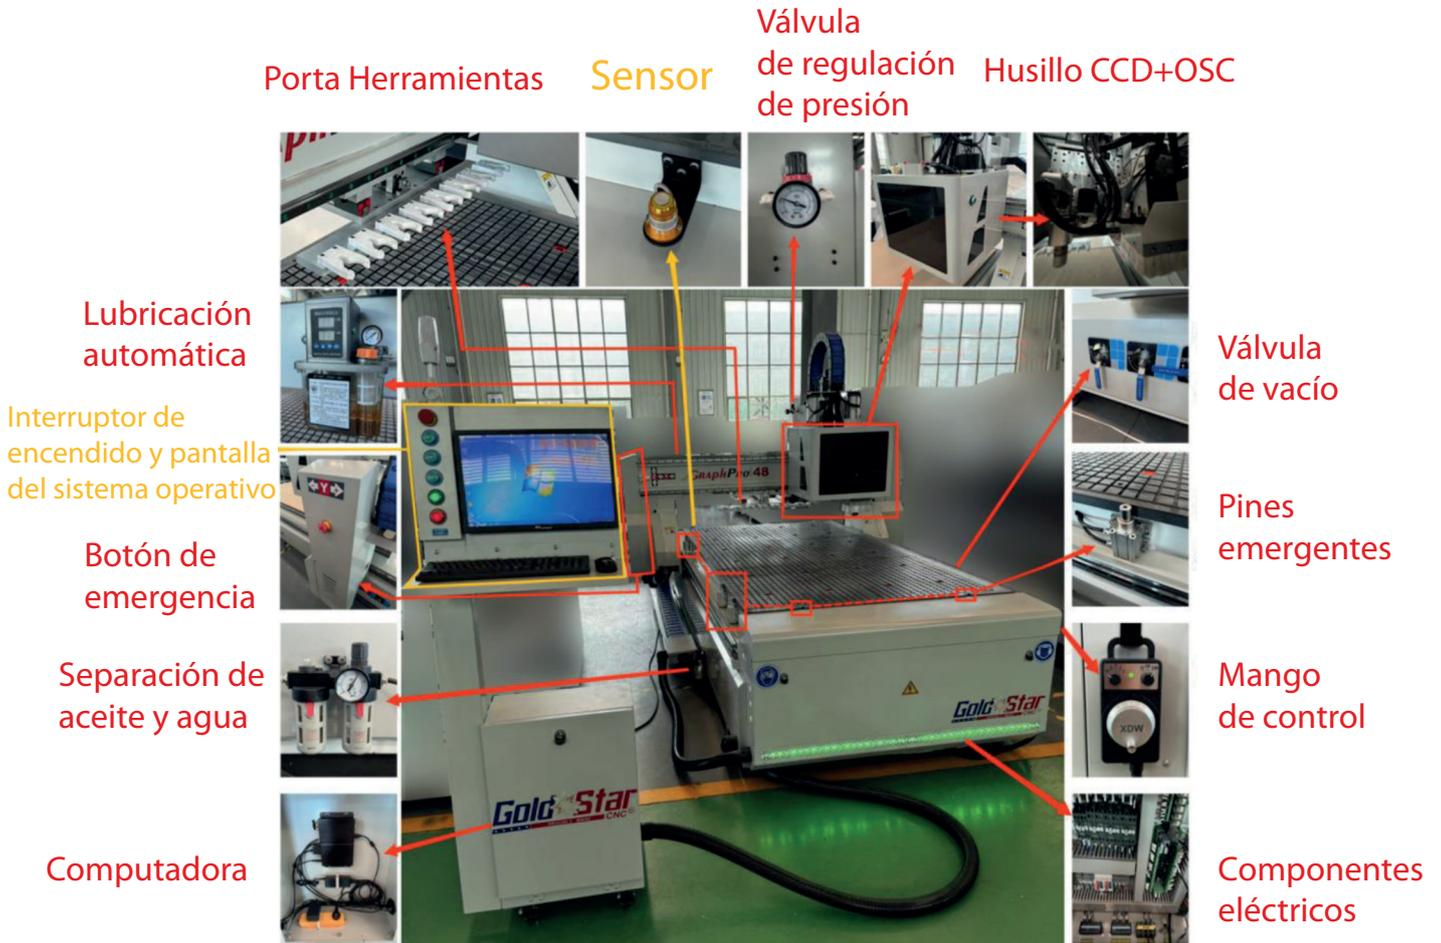 Válvula
de regulación
de presión
Porta Herramientas
Sensor
Husillo CCD+OSC
Lubricación
automática
Interruptor de
encendido y pantalla
del sistema operativo
Botón de
emergencia
Separación de
aceite y agua
Computadora
Válvula
de vacío
Pines
emergentes
Mango
de control
Componentes
eléctricos
Y
GRAPHPRO 48
XDW
Gold Star
CNC
Gold Star
CNC